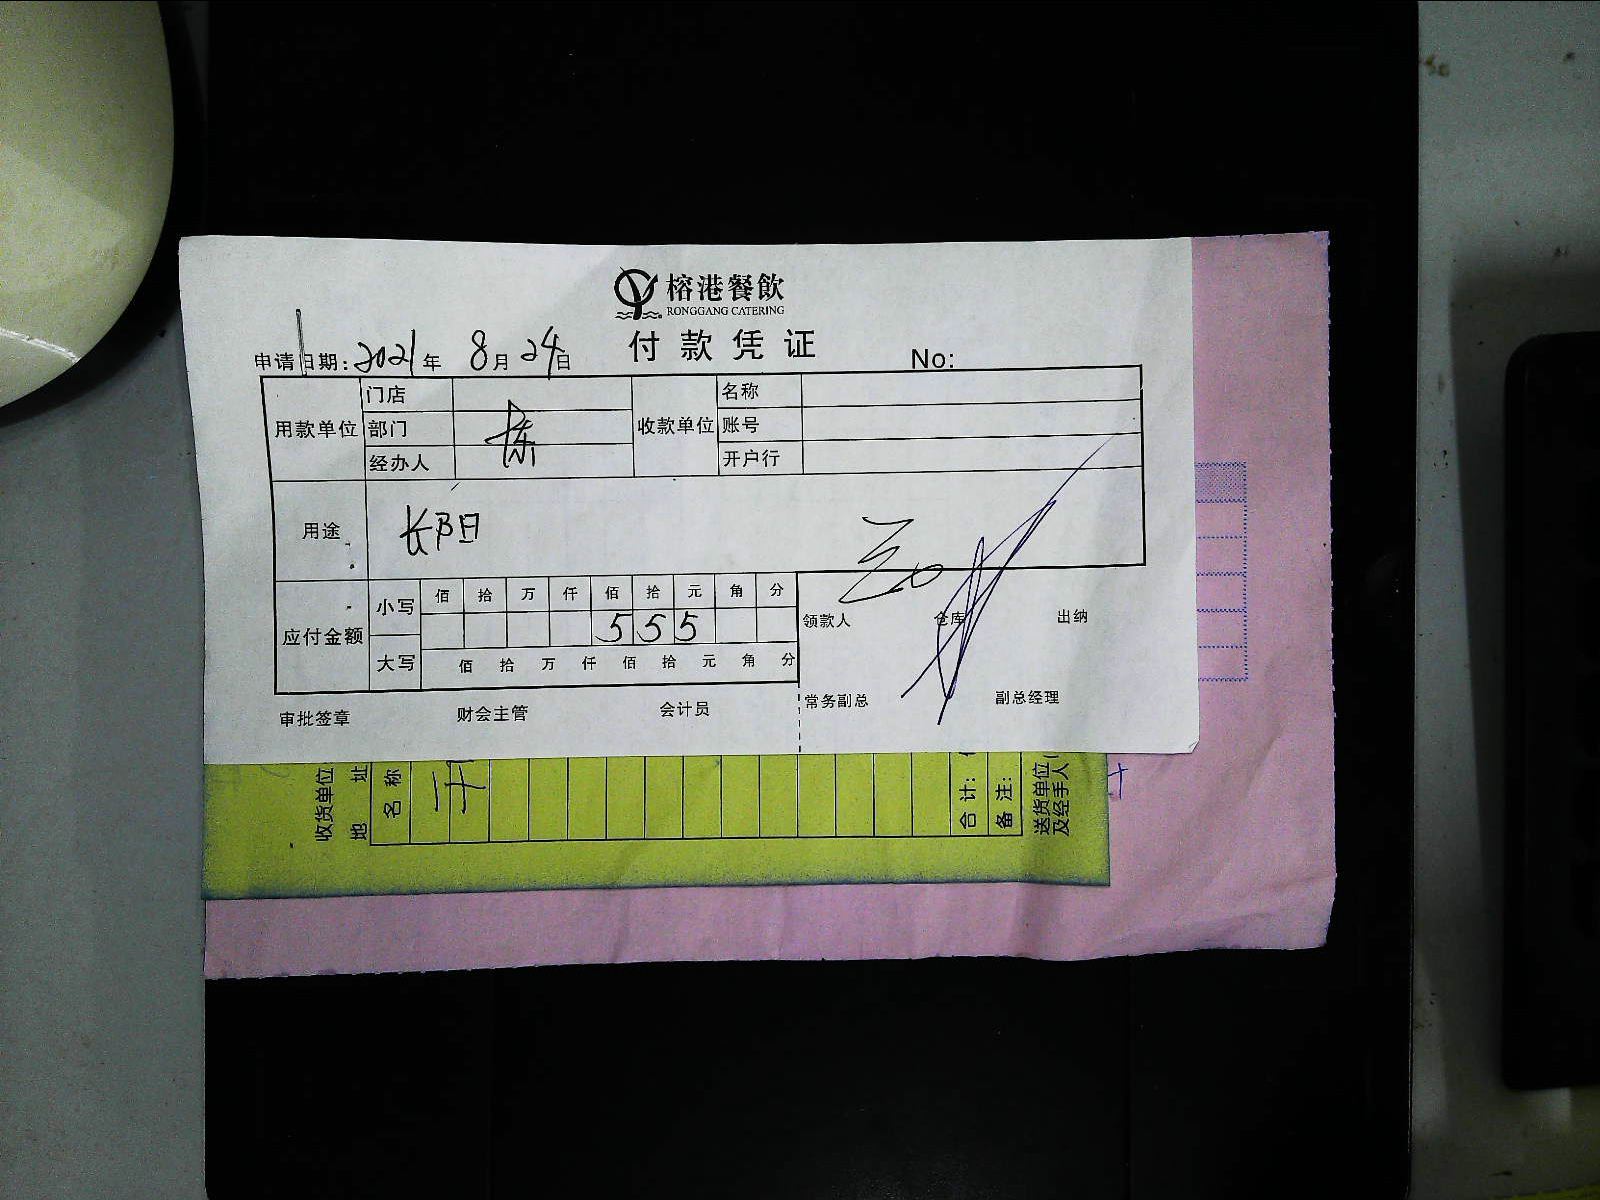 榕港餐飲
RONGGANG CATERING
付款凭证
申请日期: 2021年 8月 24日
No:
用款单位 门店 收款单位 名称
部门 账号
经办人 开户行
用途 长阳
应付金额 小写 佰 拾 万 仟 佰 拾 元 角 分
5 5 5
大写 佰 拾 万 仟 佰 拾 元 角 分
领款人 仓库 出纳
常务副总 副总经理
审批签章 财会主管 会计员
收货单位
地址
名称
合计:
备注:
送货单位
及经手人